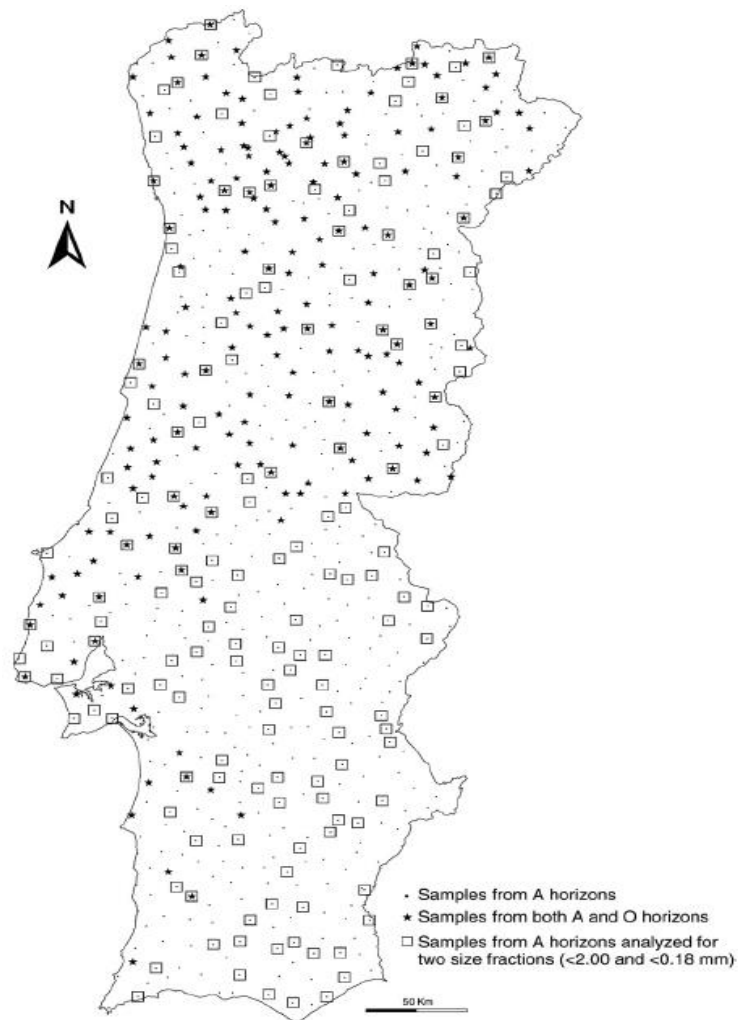 N
Samples from A horizons
Samples from both A and O horizons
Samples from A horizons analyzed for
two size fractions (<2.00 and <0.18 mm)
50 Km